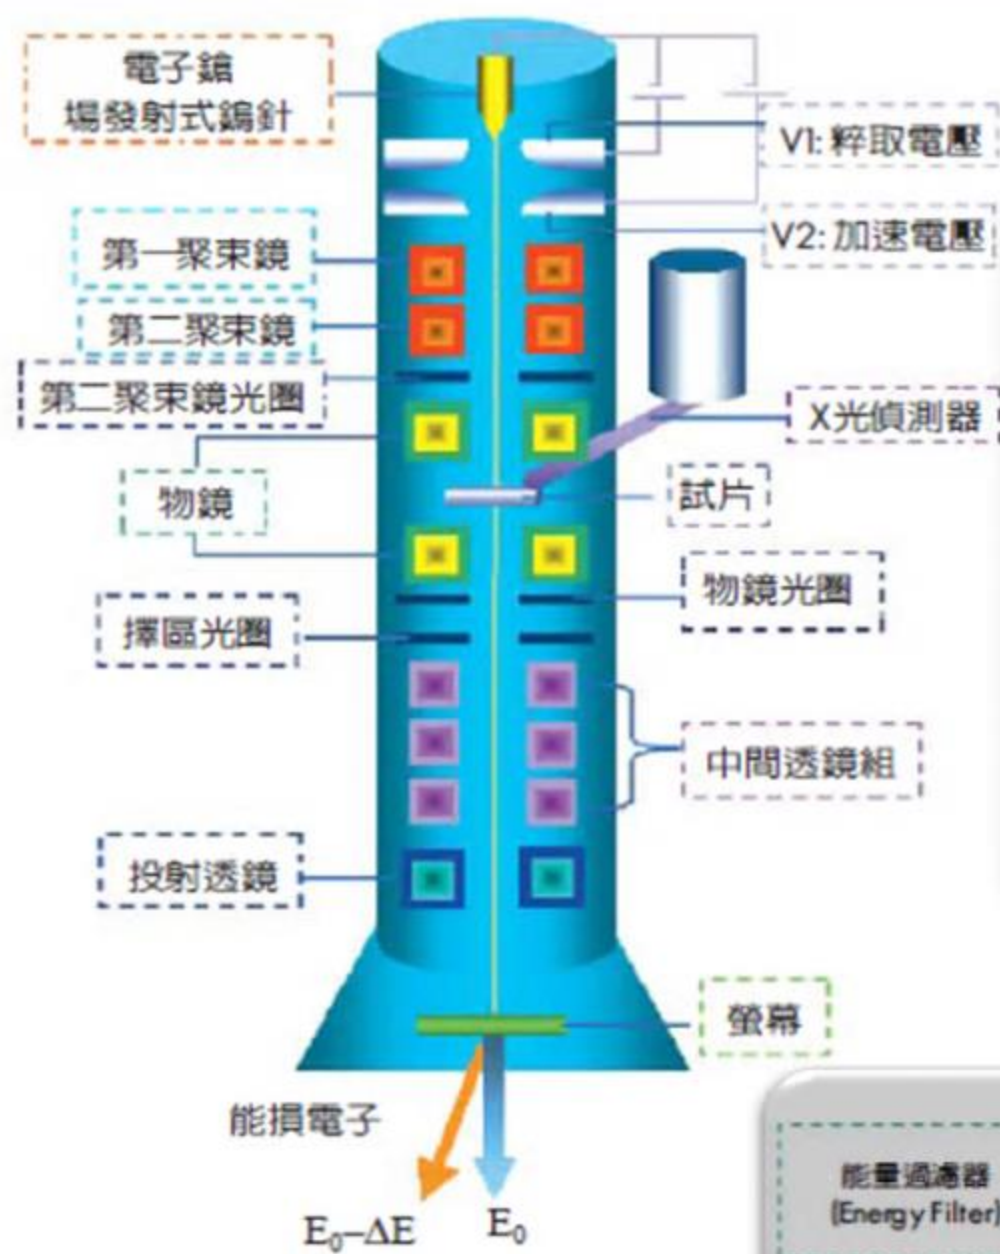 電子鎗
場發射式鎢針
V1: 粹取電壓
第一聚束鏡
V2: 加速電壓
第二聚束鏡
第二聚束鏡光圈
X光偵測器
物鏡
試片
物鏡光圈
擇區光圈
中間透鏡組
投射透鏡
螢幕
能損電子
E₀–ΔE
E₀
能量過濾器
(Energy Filter)